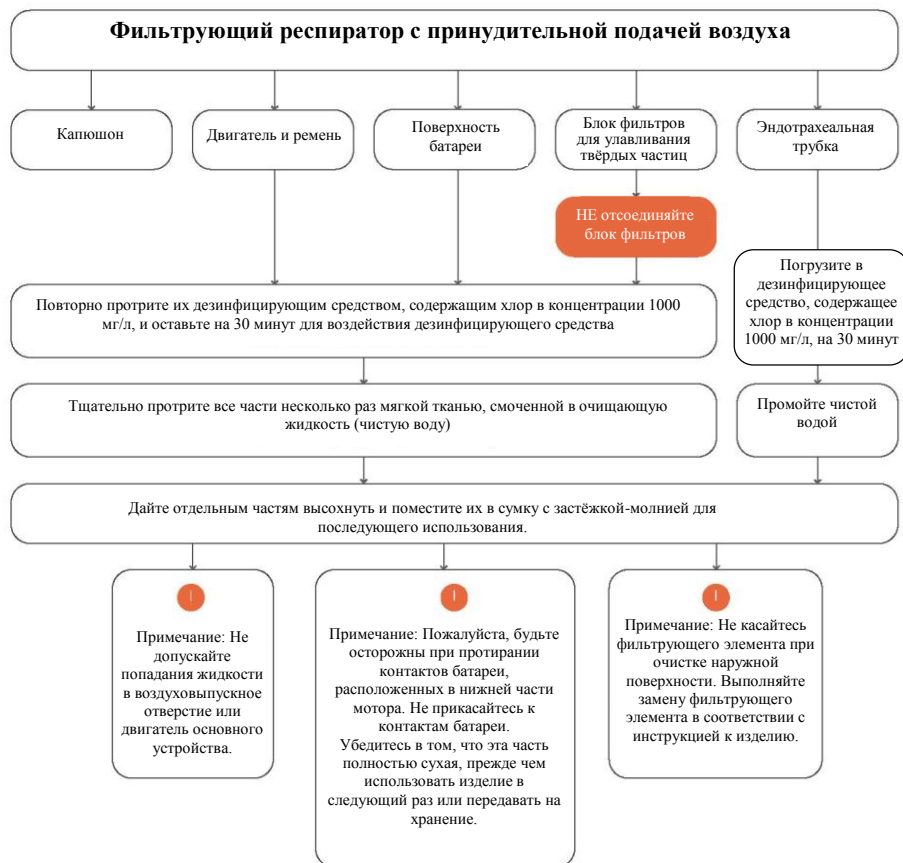 Фильтрующий респиратор с принудительной подачей воздуха
Капюшон
Двигатель и ремень
Поверхность
батареи
Блок фильтров
для улавливания
твёрдых частиц
Эндотрахеальная
трубка
НЕ отсоединяйте
блок фильтров
Повторно протрите их дезинфицирующим средством, содержащим хлор в концентрации 1000
мг/л, и оставьте на 30 минут для воздействия дезинфицирующего средства
Погрузите в
дезинфицирующее
средство, содержащее
хлор в концентрации
1000 мг/л, на 30 минут
Тщательно протрите все части несколько раз мягкой тканью, смоченной в очищающую
жидкость (чистую воду)
Промойте чистой
водой
Дайте отдельным частям высохнуть и поместите их в сумку с застёжкой-молнией для
последующего использования.
Примечание: Не
допускайте
попадания жидкости
в воздуховыпускное
отверстие или
двигатель основного
устройства.
Примечание: Пожалуйста, будьте
осторожны при протирании
контактов батареи,
расположенных в нижней части
мотора. Не прикасайтесь к
контактам батареи.
Убедитесь в том, что эта часть
полностью сухая, прежде чем
использовать изделие в
следующий раз или передавать на
хранение.
Примечание: Не касайтесь
фильтрующего элемента при
очистке наружной
поверхности. Выполняйте
замену фильтрующего
элемента в соответствии с
инструкцией к изделию.